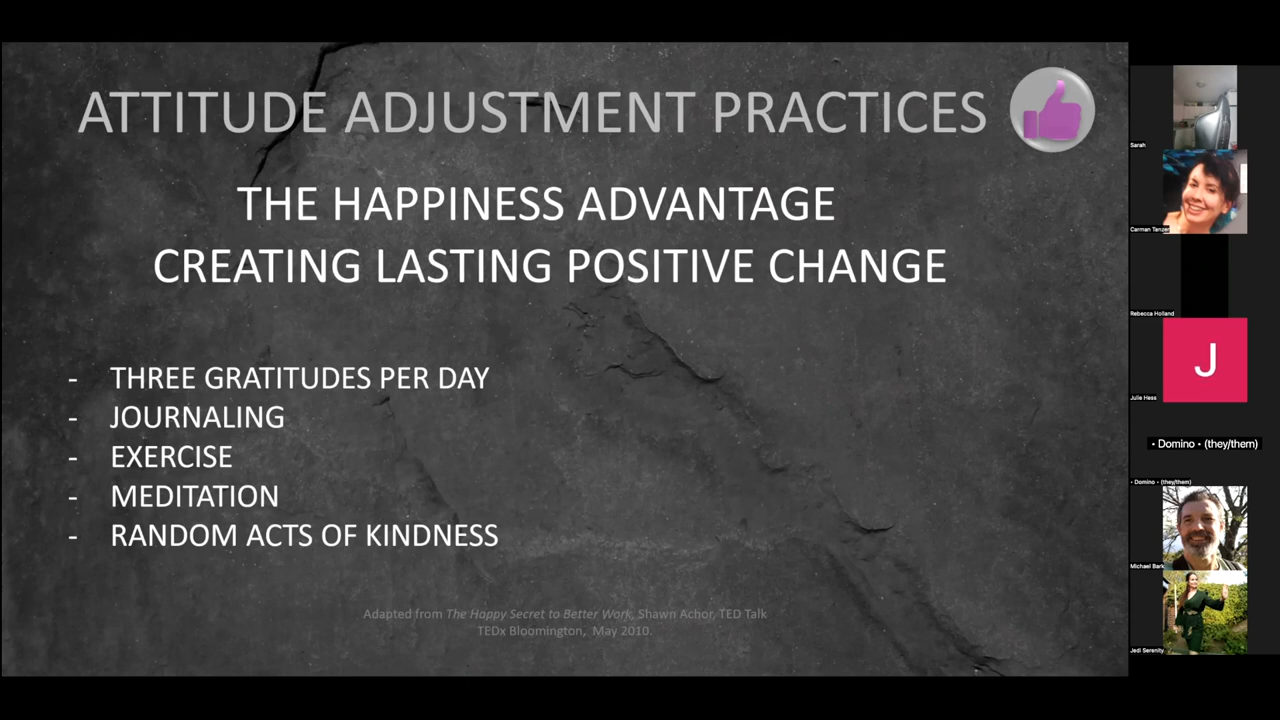 ATTITUDE ADJUSTMENT PRACTICES
THE HAPPINESS ADVANTAGE
CREATING LASTING POSITIVE CHANGE
- THREE GRATITUDES PER DAY
- JOURNALING
- EXERCISE
- MEDITATION
- RANDOM ACTS OF KINDNESS
Adapted from The Happy Secret to Better Work, Shawn Achor, TED Talk
TEDx Bloomington, May 2010.
Sarah
Carman Tanzer
Rebecca Holland
J
Julie Hess
• Domino • (they/them)
• Domino • (they/them)
Michael Bark
Jedi Serenity